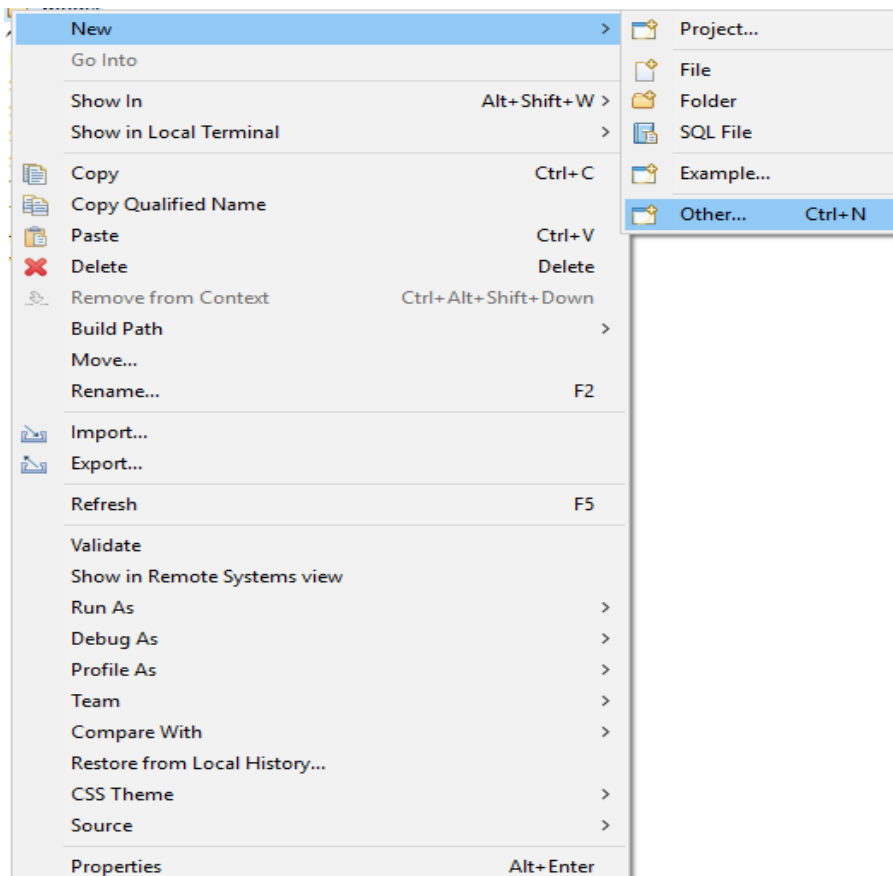 New
Go Into
Show In Alt+Shift+W
Show in Local Terminal
Copy Ctrl+C
Copy Qualified Name
Paste Ctrl+V
Delete Delete
Remove from Context Ctrl+Alt+Shift+Down
Build Path
Move...
Rename... F2
Import...
Export...
Refresh F5
Validate
Show in Remote Systems view
Run As
Debug As
Profile As
Team
Compare With
Restore from Local History...
CSS Theme
Source
Properties Alt+Enter
Project...
File
Folder
SQL File
Example...
Other... Ctrl+N